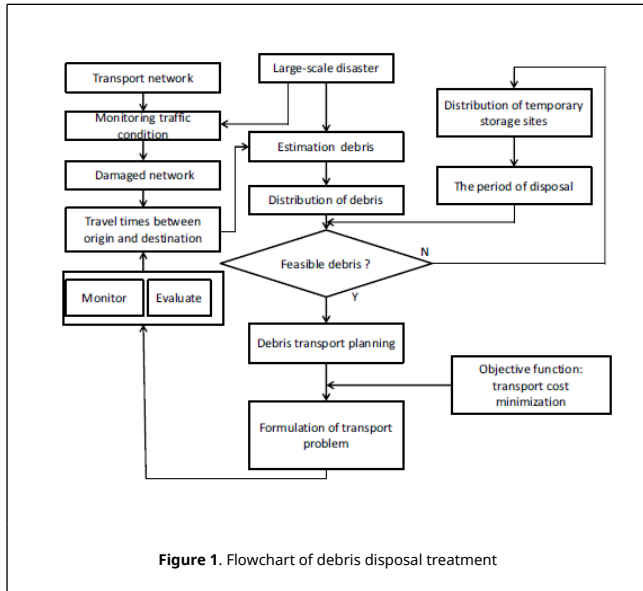 Large-scale disaster
Transport network
Distribution of temporary
storage sites
Monitoring traffic
condition
Estimation debris
Damaged network
The period of disposal
Distribution of debris
Travel times between
origin and destination
Feasible debris ?
N
Monitor
Evaluate
Y
Debris transport planning
Objective function:
transport cost
minimization
Formulation of transport
problem
Figure 1. Flowchart of debris disposal treatment